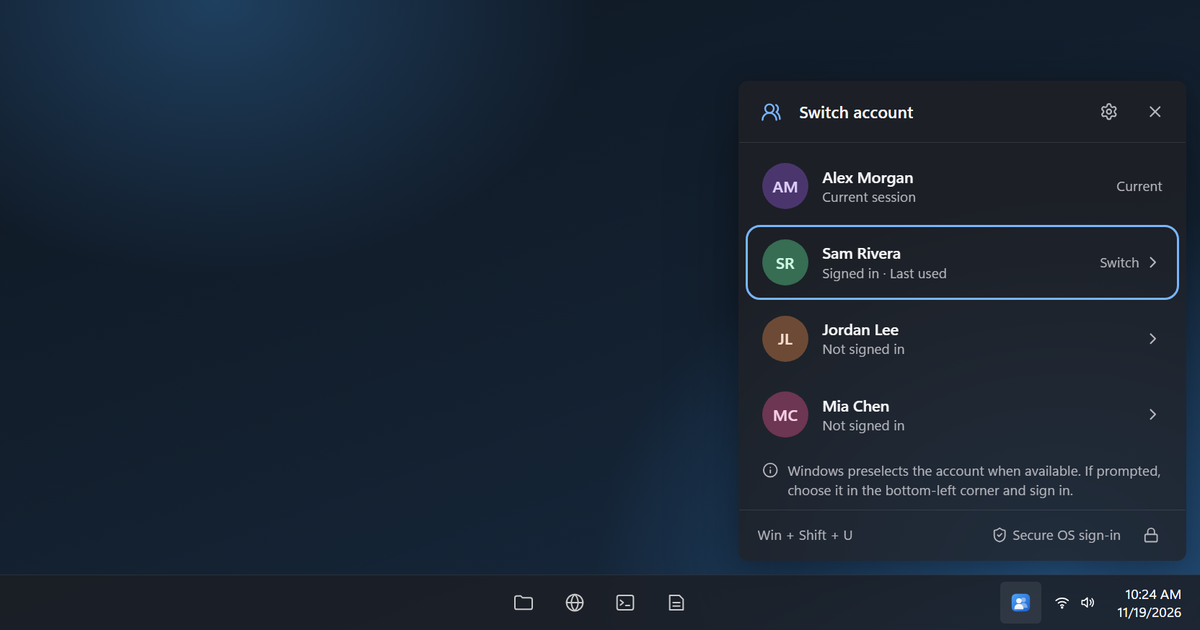 Switch account
AM
Alex Morgan
Current session
Current
SR
Sam Rivera
Signed in · Last used
Switch
JL
Jordan Lee
Not signed in
MC
Mia Chen
Not signed in
Windows preselects the account when available. If prompted,
choose it in the bottom-left corner and sign in.
Win + Shift + U
Secure OS sign-in
10:24 AM
11/19/2026